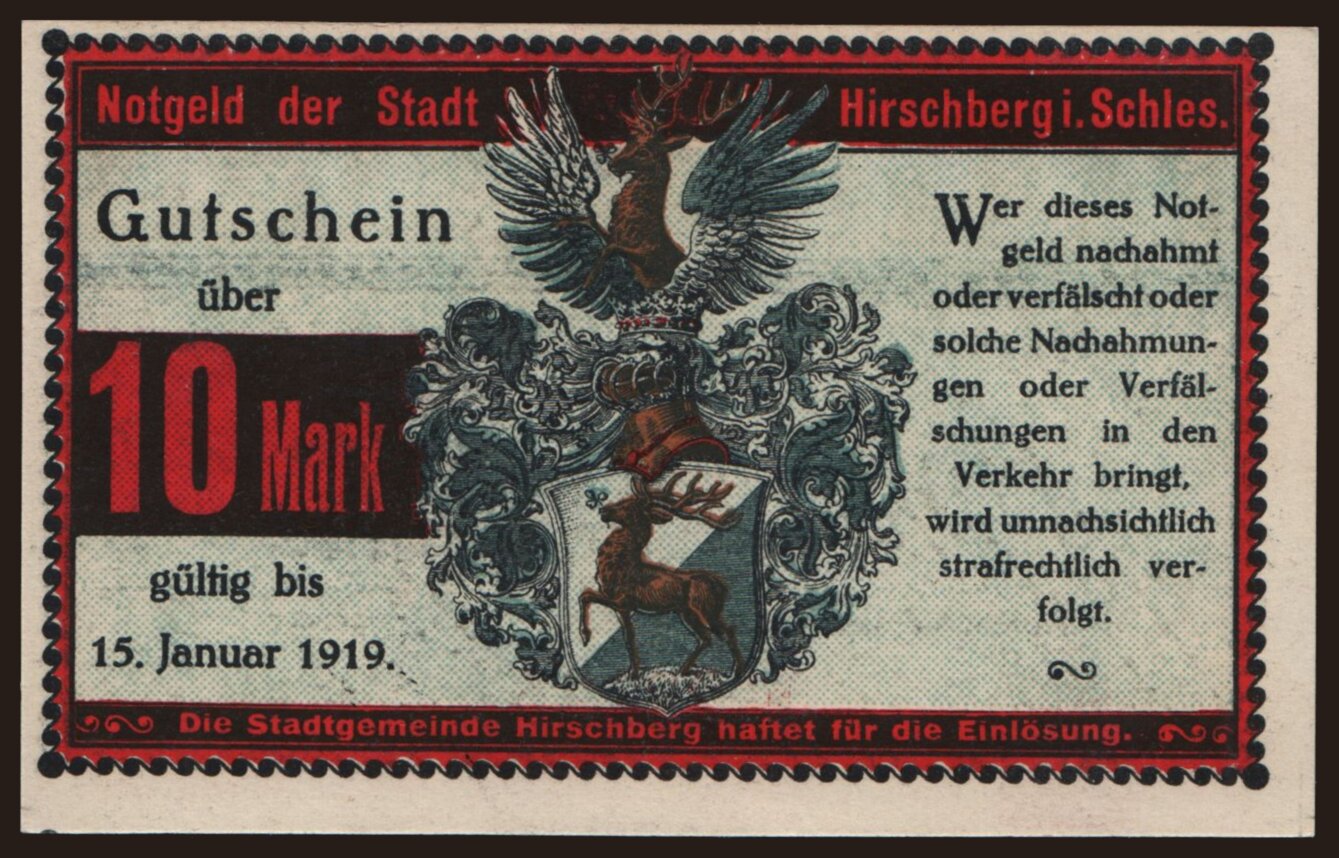 Notgeld der Stadt Hirschberg i. Schles.
Gutschein
über
10 Mark
gültig bis
15. Januar 1919.
Wer dieses Not-
geld nachahmt
oder verfälscht oder
solche Nachahmun-
gen oder Verfäl-
schungen in den
Verkehr bringt,
wird unnachsichtlich
strafrechtlich ver-
folgt.
Die Stadtgemeinde Hirschberg haftet für die Einlösung.